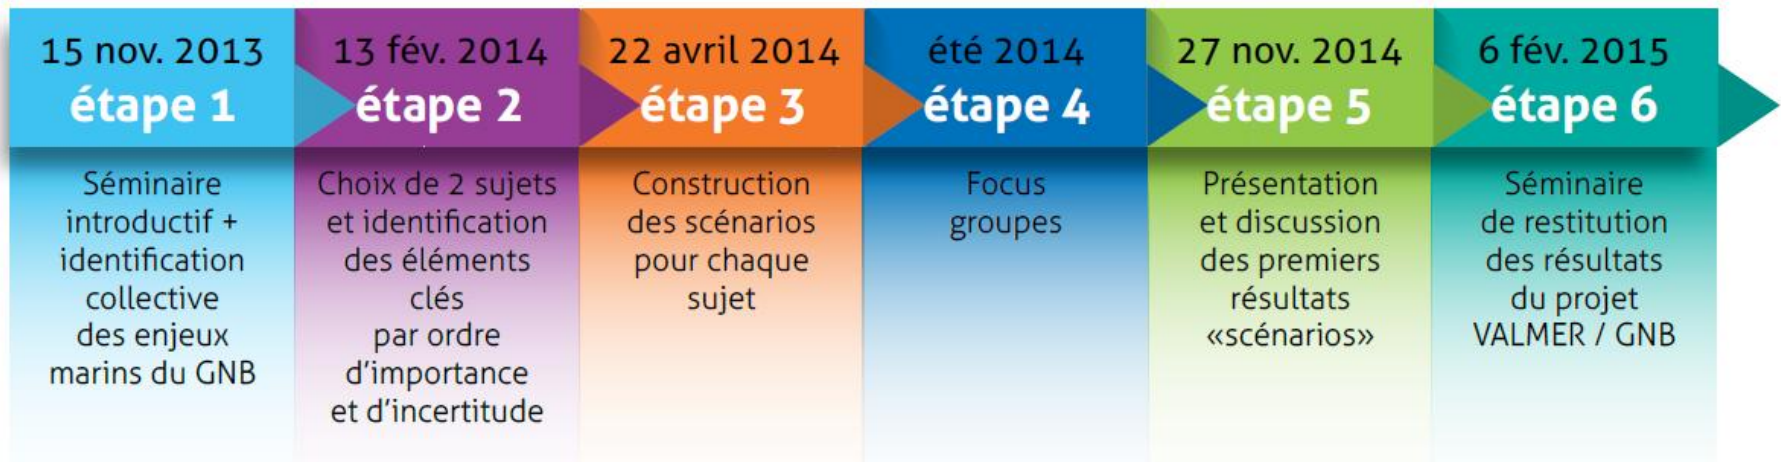 15 nov. 2013
étape 1
Séminaire
introductif +
identification
collective
des enjeux
marins du GNB
13 fév. 2014
étape 2
Choix de 2 sujets
et identification
des éléments
clés
par ordre
d'importance
et d'incertitude
22 avril 2014
étape 3
Construction
des scénarios
pour chaque
sujet
été 2014
étape 4
Focus
groupes
27 nov. 2014
étape 5
Présentation
et discussion
des premiers
résultats
«scénarios»
6 fév. 2015
étape 6
Séminaire
de restitution
des résultats
du projet
VALMER / GNB